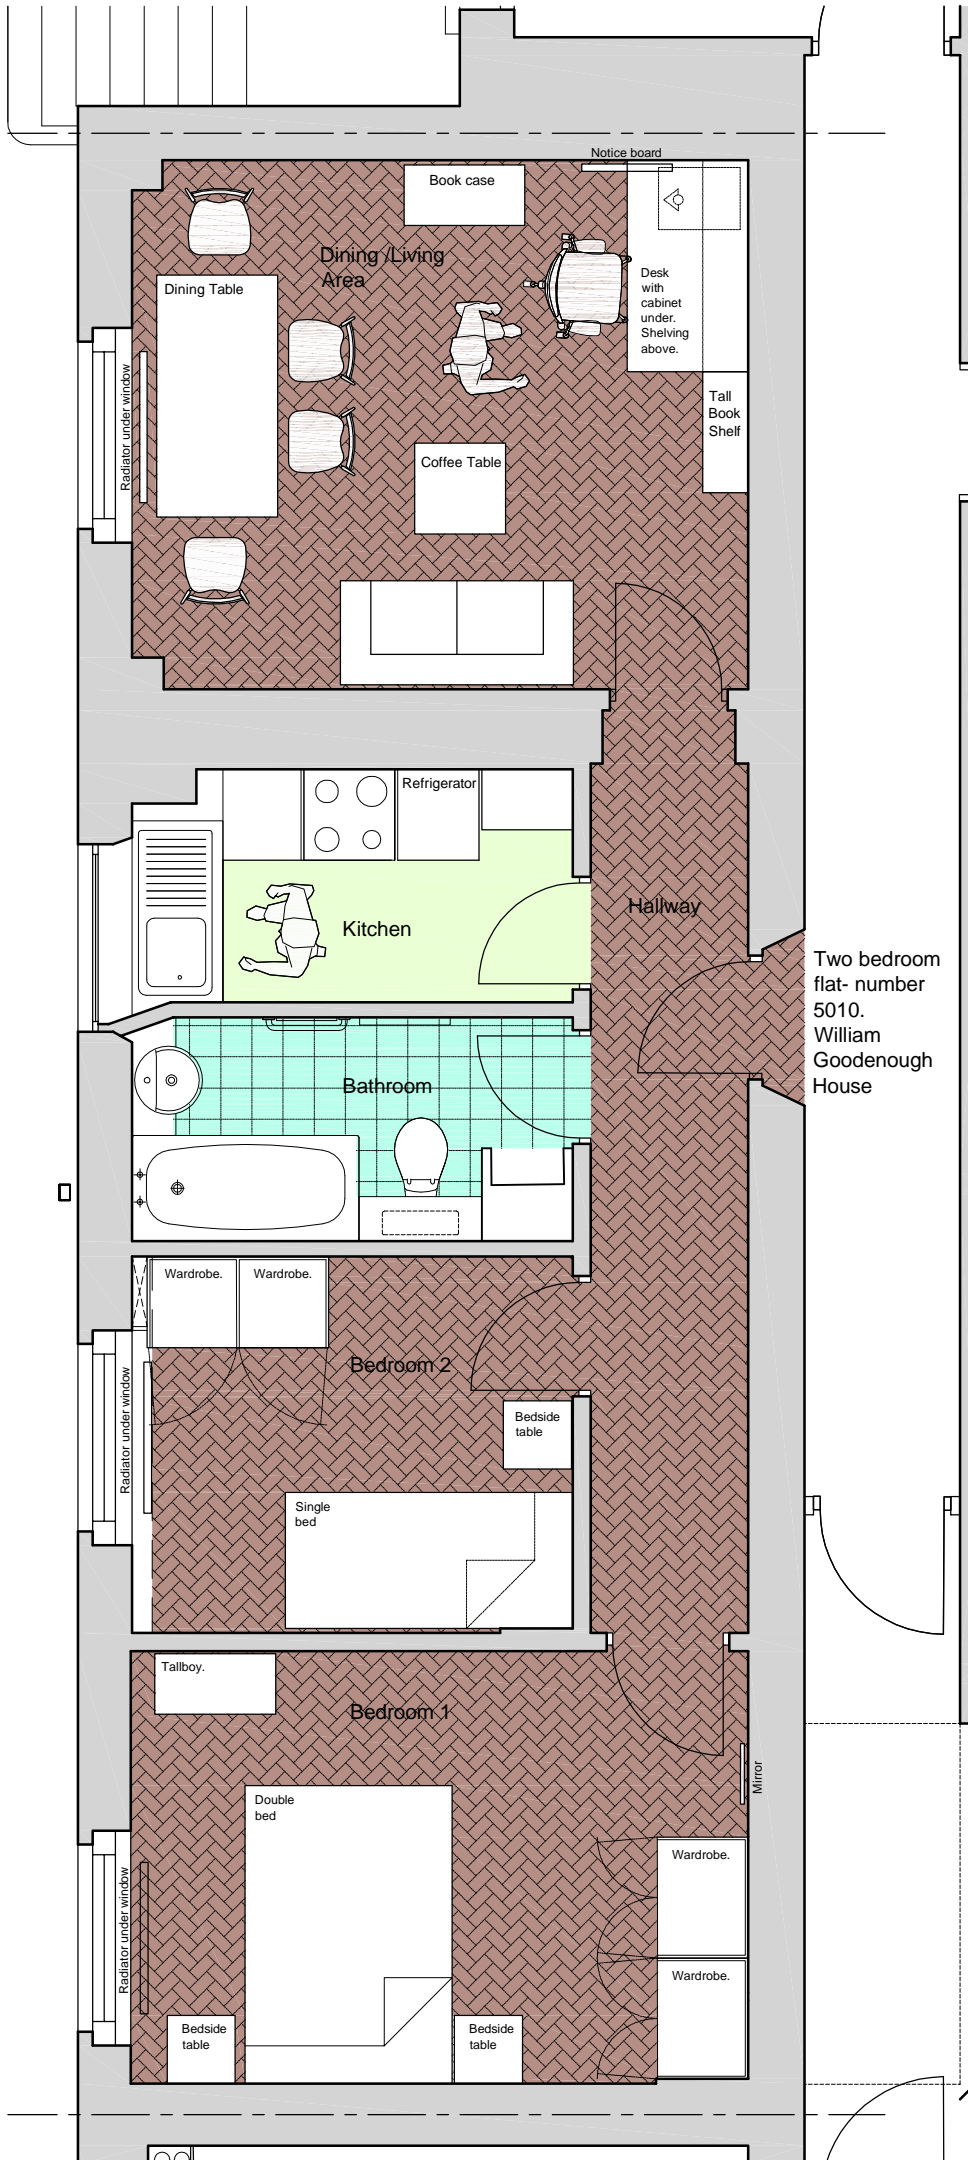 Notice board
Book case
Dining /Living
Area
Desk
with
cabinet
under.
Shelving
above.
Dining Table
Radiator under window
Tall
Book
Shelf
Coffee Table
Refrigerator
Kitchen
Hallway
Two bedroom
flat- number
5010.
William
Goodenough
House
Bathroom
Wardrobe.
Wardrobe.
Bedroom 2
Radiator under window
Bedside
table
Single
bed
Tallboy.
Bedroom 1
Mirror
Double
bed
Wardrobe.
Radiator under window
Wardrobe.
Bedside
table
Bedside
table